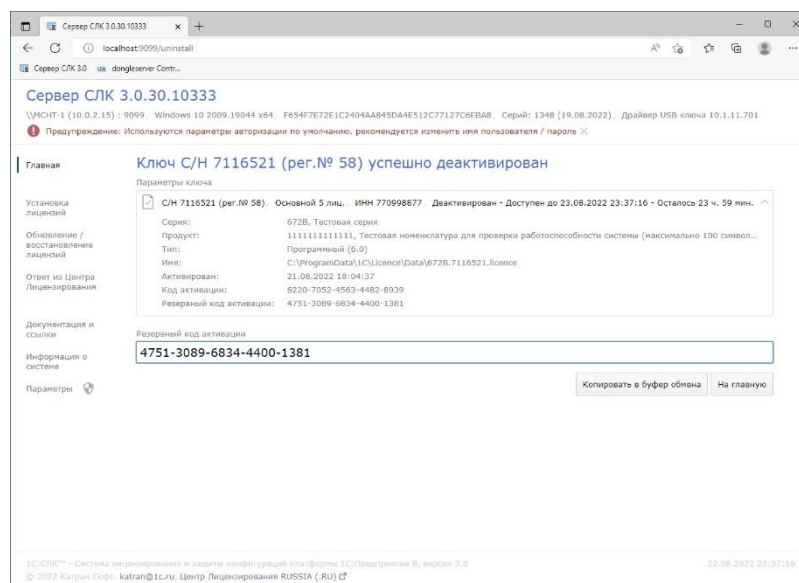 Сервер СЛК 3.0.30.10333
localhost:9099/uninstall
Сервер СЛК 3.0 dongleserver Contr...
Сервер СЛК 3.0.30.10333
\\МСНТ-1 (10.0.2.15) : 9099, Windows 10 2009.19044 x64, F654F7E72E1C2404AA845DA4E512C77127C6EBA8, Серий: 1348 (19.08.2022), Драйвер USB ключа 10.1.11.701
Предупреждение: Используются параметры авторизации по умолчанию, рекомендуется изменить имя пользователя / пароль
Главная
Установка лицензий
Обновление / восстановление лицензий
Ответ из Центра Лицензирования
Документация и ссылки
Информация о системе
Параметры
Ключ С/Н 7116521 (рег.№ 58) успешно деактивирован
Параметры ключа
С/Н 7116521 (рег.№ 58), Основной 5 лиц., ИНН 770998877, Деактивирован - Доступен до 23.08.2022 23:37:16 - Осталось 23 ч. 59 мин.
Серия: 672B, Тестовая серия
Продукт: 1111111111111, Тестовая номенклатура для проверки работоспособности системы (максимально 100 символ...
Тип: Программный (6.0)
Имя: C:\ProgramData\1C\Licence\Data\672B.7116521.licence
Активирован: 21.08.2022 18:04:37
Код активации: 6220-7052-4563-4482-8939
Резервный код активации: 4751-3089-6834-4400-1381
Резервный код активации
4751-3089-6834-4400-1381
Копировать в буфер обмена На главную
1С:СЛК™ - Система лицензирования и защиты конфигураций платформы 1С:Предприятие 8, версия 3.0 22.08.2022 23:37:16
© 2022 Катран Софт, katran@1c.ru, Центр Лицензирования RUSSIA (.RU)